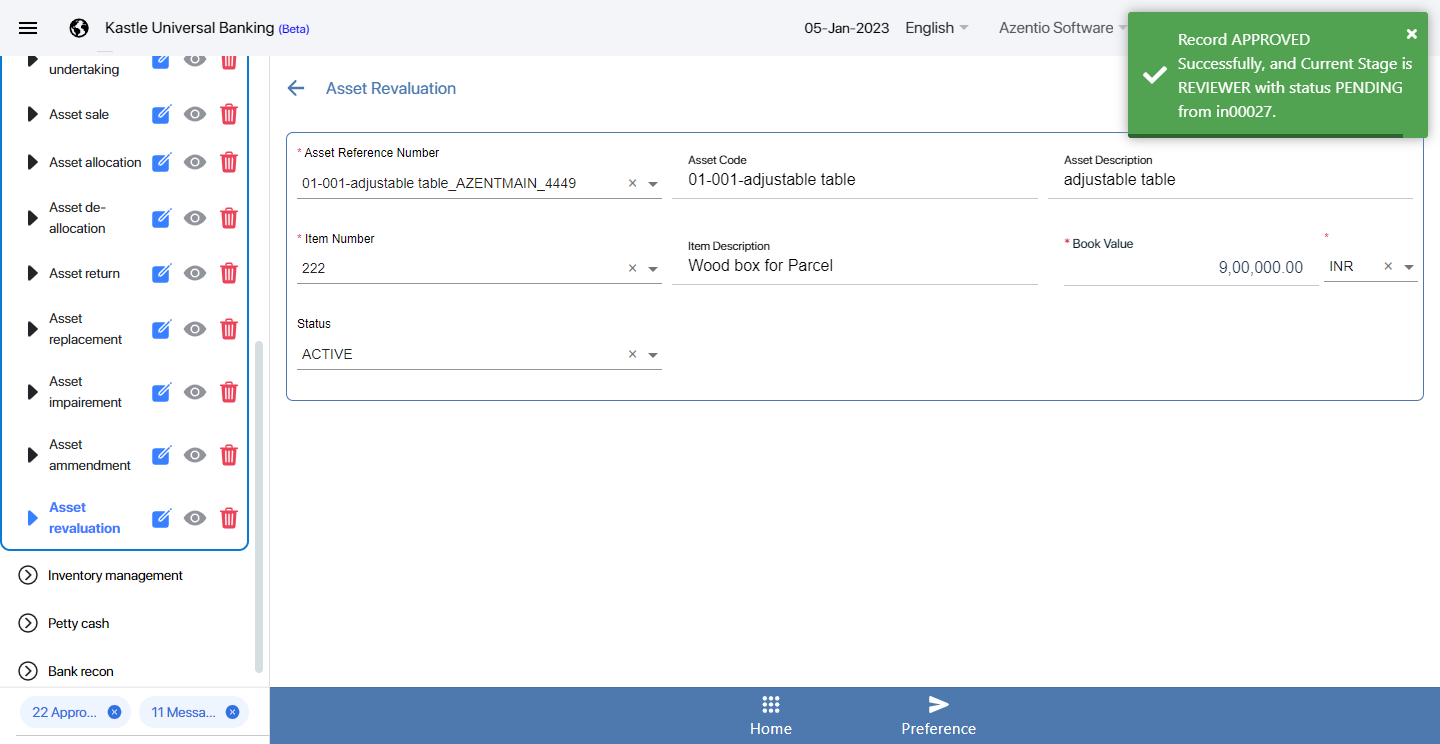 Kastle Universal Banking (Beta)
05-Jan-2023
English
Azentio Software
Record APPROVED
Successfully, and Current Stage is
REVIEWER with status PENDING
from in00027.
undertaking
Asset sale
Asset allocation
Asset de-
allocation
Asset return
Asset
replacement
Asset
impairement
Asset
ammendment
Asset
revaluation
Inventory management
Petty cash
Bank recon
22 Appro...
11 Messa...
Asset Revaluation
* Asset Reference Number
01-001-adjustable table_AZENTMAIN_4449
Asset Code
01-001-adjustable table
Asset Description
adjustable table
* Item Number
222
Item Description
Wood box for Parcel
* Book Value
9,00,000.00
*
INR
Status
ACTIVE
Home
Preference